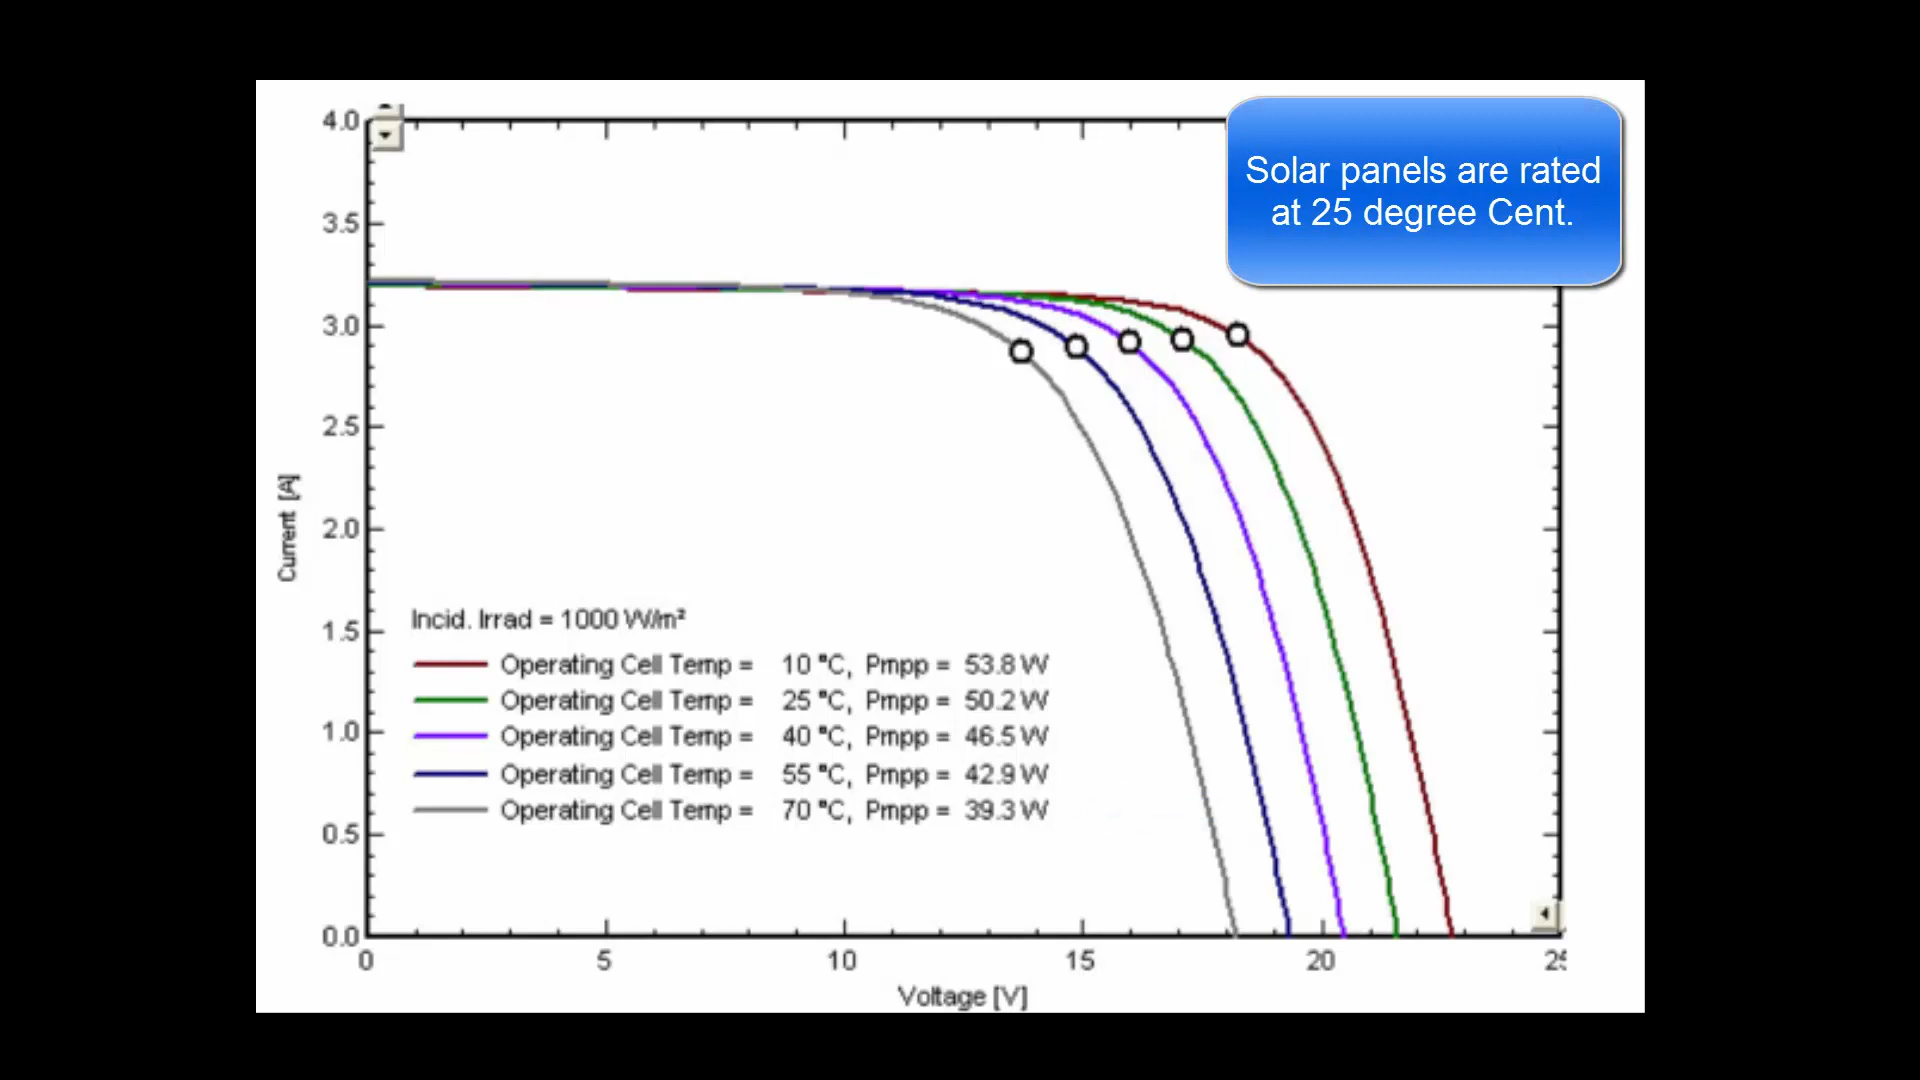 Solar panels are rated
at 25 degree Cent.
4.0
3.5
3.0
2.5
2.0
1.5
1.0
0.5
0.0
Current [A]
Incid. Irrad = 1000 W/m²
Operating Cell Temp = 10 °C, Pmpp = 53.8 W
Operating Cell Temp = 25 °C, Pmpp = 50.2 W
Operating Cell Temp = 40 °C, Pmpp = 46.5 W
Operating Cell Temp = 55 °C, Pmpp = 42.9 W
Operating Cell Temp = 70 °C, Pmpp = 39.3 W
0 5 10 15 20 25
Voltage [V]